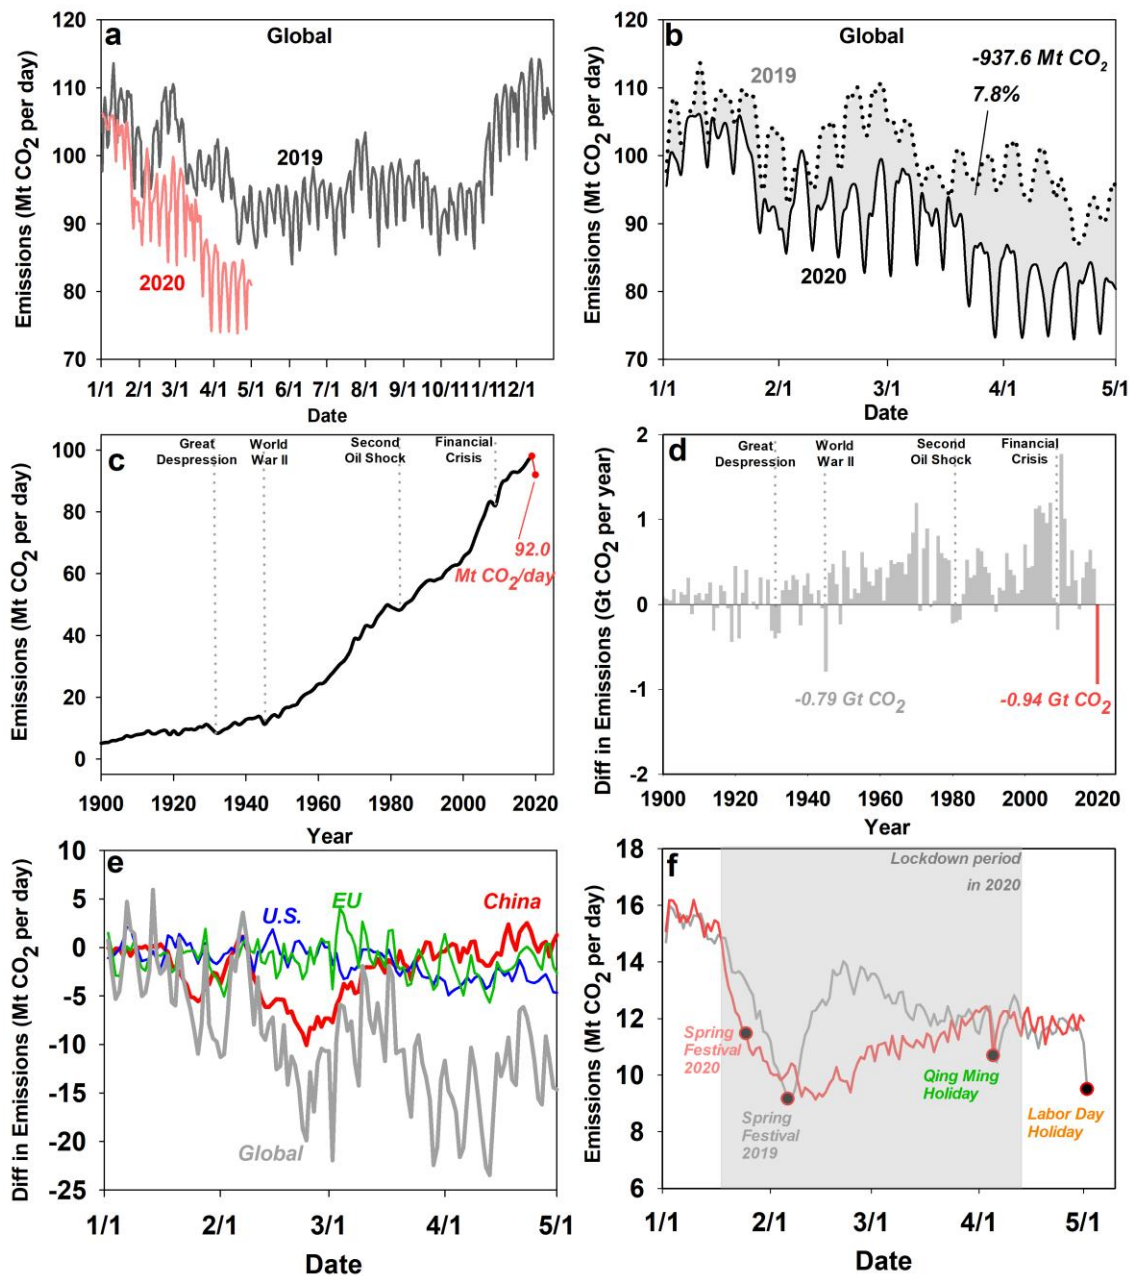 a
Global
Emissions (Mt CO2 per day)
120
110
100
90
80
70
2019
2020
1/1 2/1 3/1 4/1 5/1 6/1 7/1 8/1 9/1 10/1 11/1 12/1
Date
b
Global
Emissions (Mt CO2 per day)
120
110
100
90
80
70
2019
-937.6 Mt CO2
7.8%
2020
1/1 2/1 3/1 4/1 5/1
Date
c
Emissions (Mt CO2 per day)
100
80
60
40
20
0
Great
Despression
World
War II
Second
Oil Shock
Financial
Crisis
92.0
Mt CO2/day
1900 1920 1940 1960 1980 2000 2020
Year
d
Diff in Emissions (Gt CO2 per year)
2
1
0
-1
-2
Great
Despression
World
War II
Second
Oil Shock
Financial
Crisis
-0.79 Gt CO2
-0.94 Gt CO2
1900 1920 1940 1960 1980 2000 2020
Year
e
Diff in Emissions (Mt CO2 per day)
10
5
0
-5
-10
-15
-20
-25
U.S.
EU
China
Global
1/1 2/1 3/1 4/1 5/1
Date
f
Emissions (Mt CO2 per day)
18
16
14
12
10
8
6
Lockdown period
in 2020
Spring
Festival
2020
Spring
Festival
2019
Qing Ming
Holiday
Labor Day
Holiday
1/1 2/1 3/1 4/1 5/1
Date